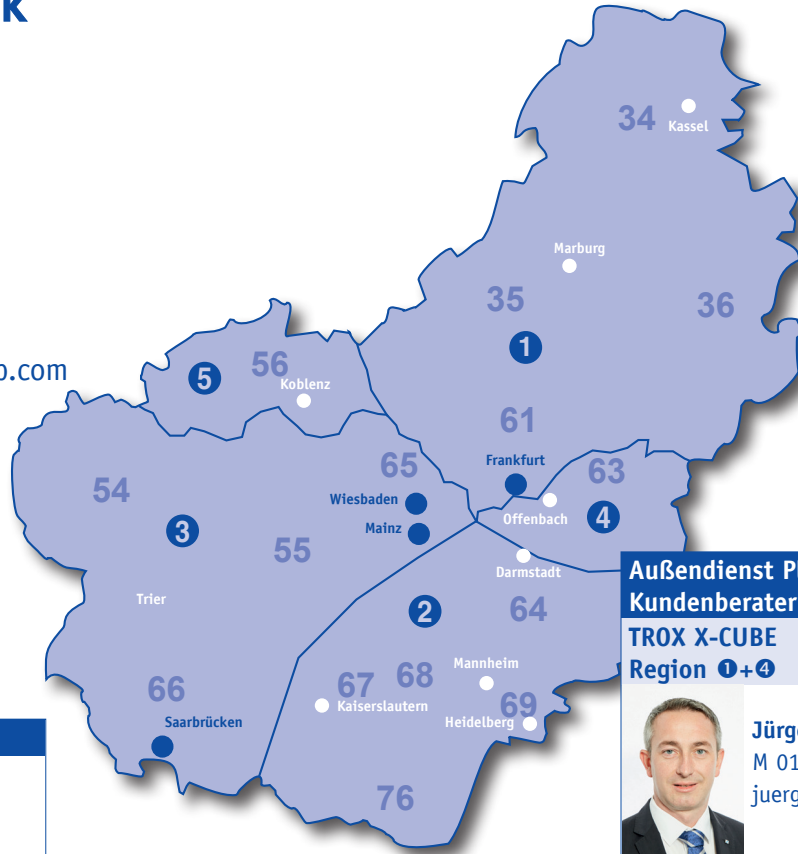 K
34
Kassel
Marburg
35
36
1
5
56
Koblenz
.com
61
Frankfurt
65
63
54
Wiesbaden
Offenbach
4
3
Mainz
55
Darmstadt
Außendienst
Kundenberater
Trier
2
64
TROX X-CUBE
Region ❶+❹
Mannheim
66
67
68
69
Kaiserslautern
Heidelberg
Saarbrücken
Jürg
M 01
juerg
76